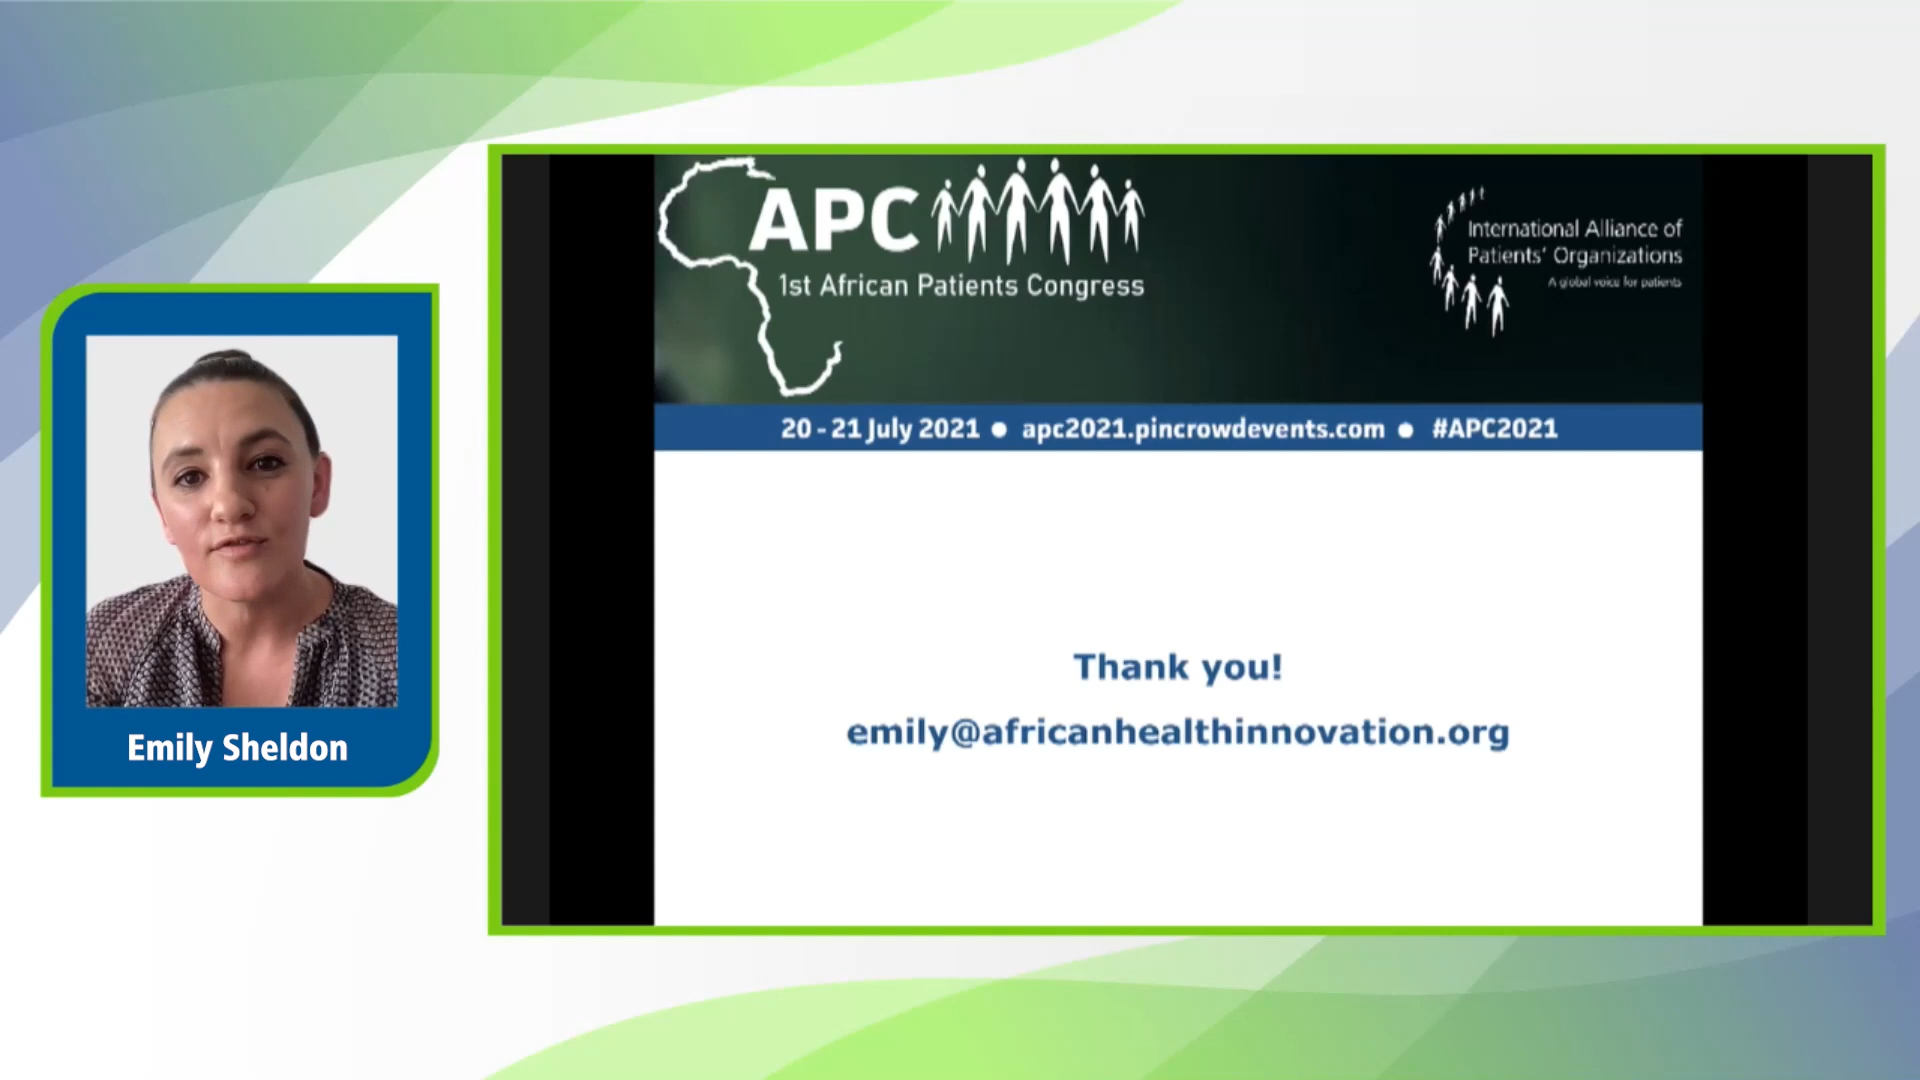 APC
1st African Patients Congress
International Alliance of
Patients' Organizations
A global voice for patients
20 - 21 July 2021 ● apc2021.pincrowdevents.com ● #APC2021
Thank you!
emily@africanhealthinnovation.org
Emily Sheldon